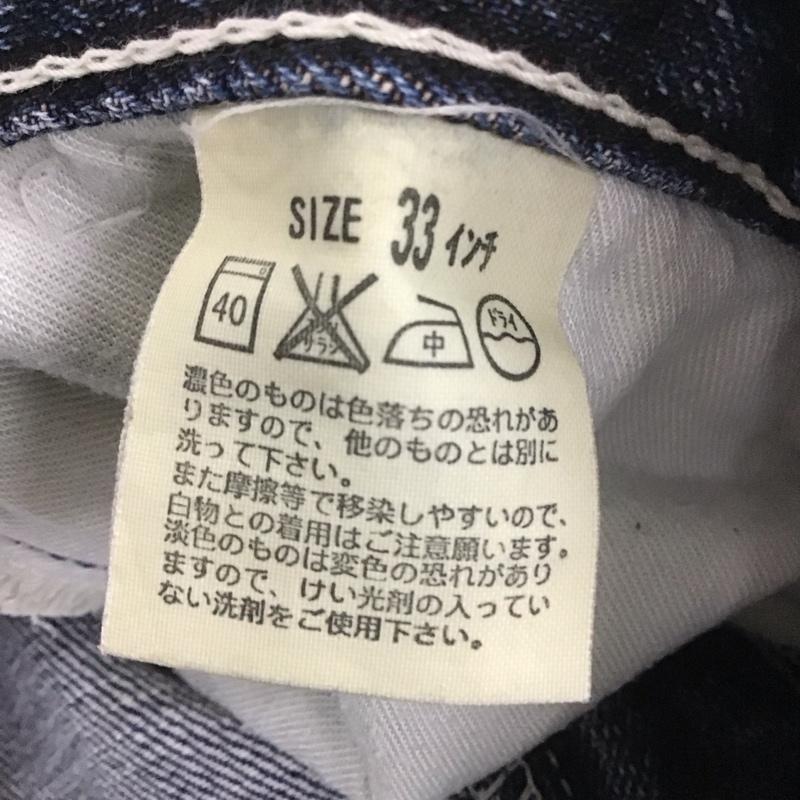 SIZE 33 インチ
40 サラシ 中 ドライ
濃色のものは色落ちの恐れがあ
りますので、他のものとは別に
洗って下さい。
また摩擦等で移染しやすいので、
白物との着用はご注意願います。
淡色のものは変色の恐れがあり
ますので、けい光剤の入ってい
ない洗剤をご使用下さい。